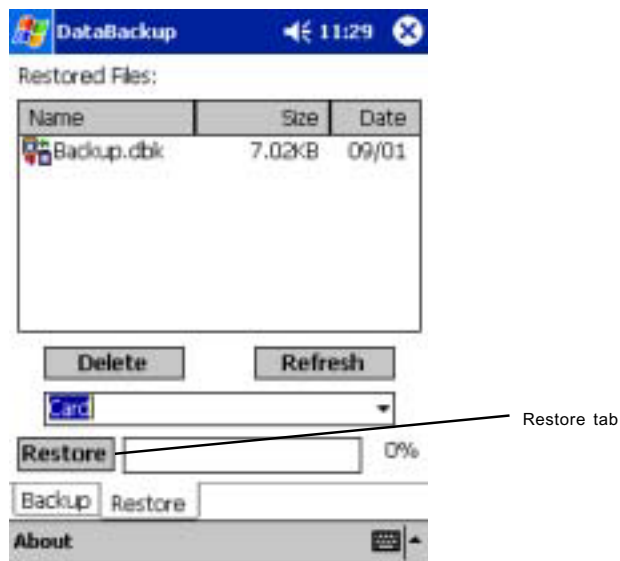 DataBackup 11:29
Restored Files:
Name Size Date
Backup.dbk 7.02KB 09/01
Delete Refresh
Card
Restore tab
Restore 0%
Backup Restore
About